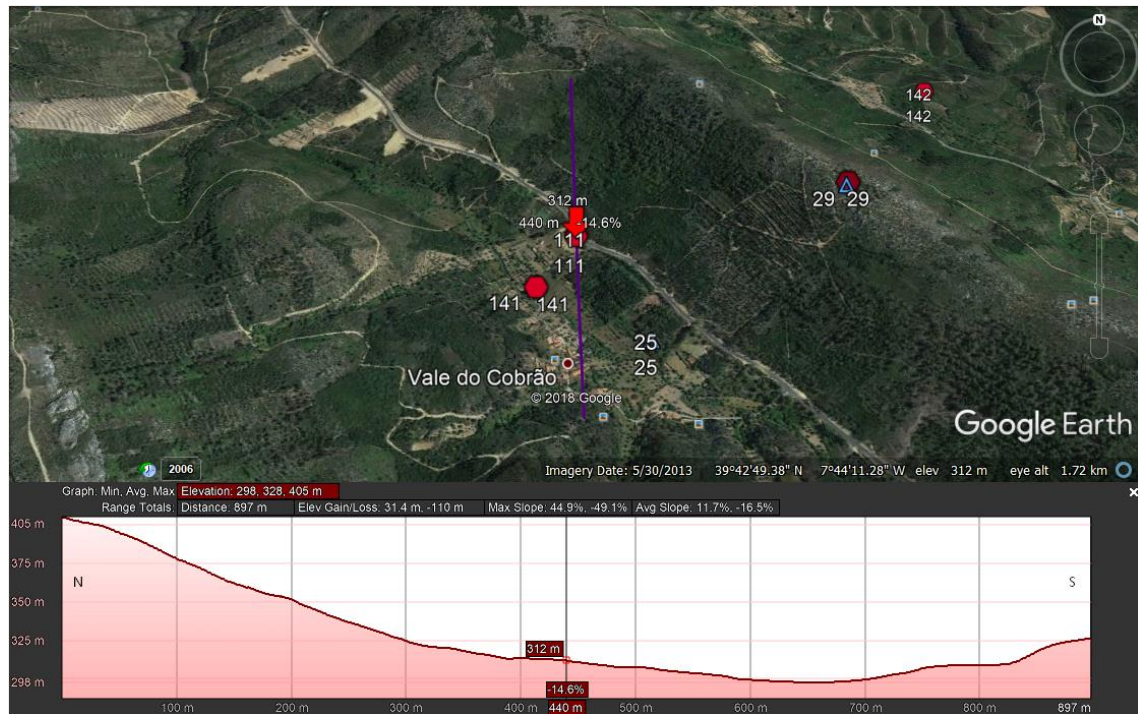 N
142
142
29 29
312 m
440 m -14.6%
111
111
141 141
25
25
Vale do Cobrão
© 2018 Google
Google Earth
2006
Imagery Date: 5/30/2013 39°42'49.38" N 7°44'11.28" W elev 312 m eye alt 1.72 km
Graph: Min, Avg, Max Elevation: 298, 328, 405 m
Range Totals: Distance: 897 m Elev Gain/Loss: 31.4 m, -110 m Max Slope: 44.9%, -49.1% Avg Slope: 11.7%, -16.5%
405 m
375 m
N S
350 m
325 m
312 m
298 m
-14.6%
100 m 200 m 300 m 400 m 440 m 500 m 600 m 700 m 800 m 897 m